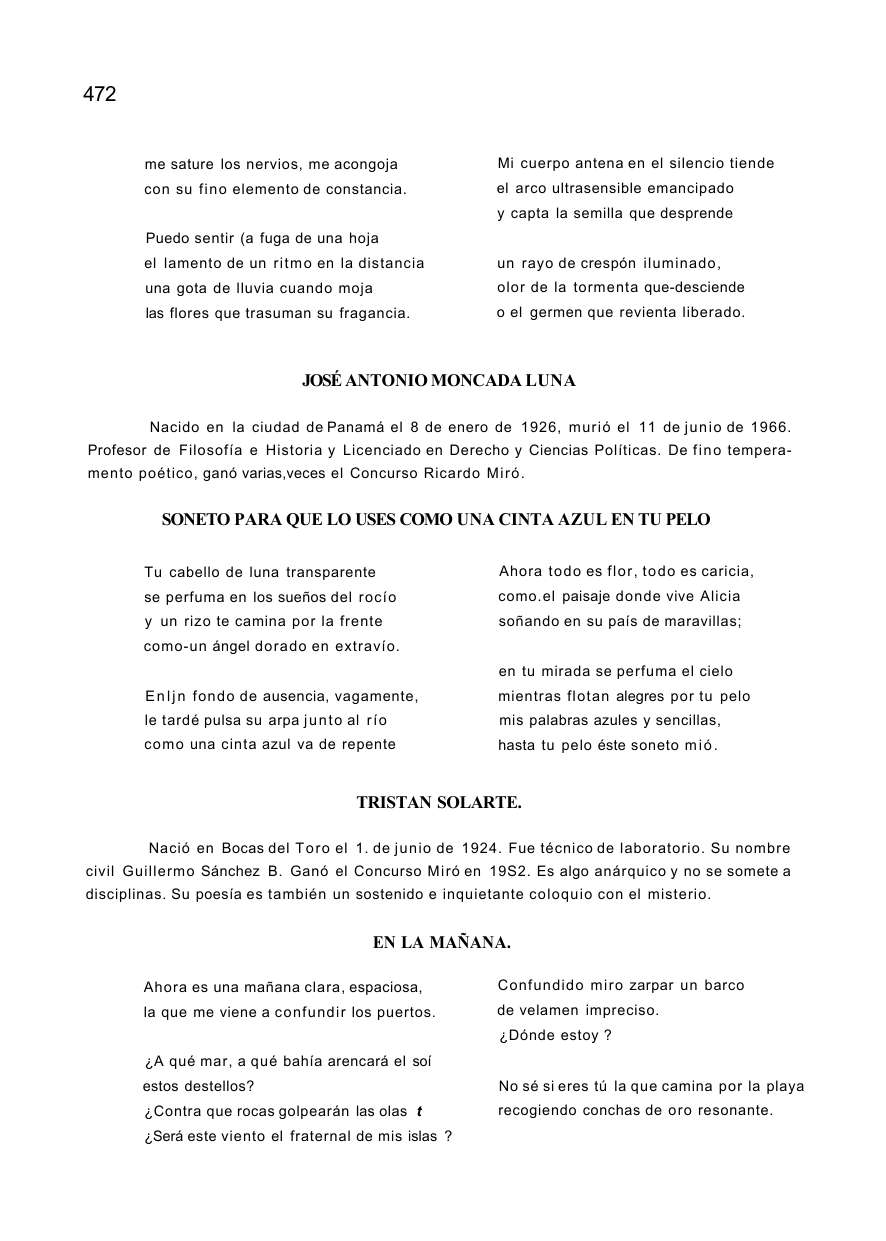 472
me sature los nervios, me acongoja
con su fino elemento de constancia.
Puedo sentir (a fuga de una hoja
el lamento de un ritmo en la distancia
una gota de lluvia cuando moja
las flores que trasuman su fragancia.
Mi cuerpo antena en el silencio tiende
el arco ultrasensible emancipado
y capta la semilla que desprende
un rayo de crespón iluminado,
olor de la tormenta que-desciende
o el germen que revienta liberado.
JOSÉ ANTONIO MONCADA LUNA
Nacido en la ciudad de Panamá el 8 de enero de 1926, murió el 11 de junio de 1966.
Profesor de Filosofía e Historia y Licenciado en Derecho y Ciencias Políticas. De fino tempera-
mento poético, ganó varias,veces el Concurso Ricardo Miró.
SONETO PARA QUE LO USES COMO UNA CINTA AZUL EN TU PELO
Tu cabello de luna transparente
se perfuma en los sueños del rocío
y un rizo te camina por la frente
como-un ángel dorado en extravío.
Enljn fondo de ausencia, vagamente,
le tardé pulsa su arpa junto al río
como una cinta azul va de repente
Ahora todo es flor, todo es caricia,
como.el paisaje donde vive Alicia
soñando en su país de maravillas;
en tu mirada se perfuma el cielo
mientras flotan alegres por tu pelo
mis palabras azules y sencillas,
hasta tu pelo éste soneto mió.
TRISTAN SOLARTE.
Nació en Bocas del Toro el 1. de junio de 1924. Fue técnico de laboratorio. Su nombre
civil Guillermo Sánchez B. Ganó el Concurso Miró en 19S2. Es algo anárquico y no se somete a
disciplinas. Su poesía es también un sostenido e inquietante coloquio con el misterio.
EN LA MAÑANA.
Ahora es una mañana clara, espaciosa,
la que me viene a confundir los puertos.
¿A qué mar, a qué bahía arencará el soí
estos destellos?
¿Contra que rocas golpearán las olas t
¿Será este viento el fraternal de mis islas ?
Confundido miro zarpar un barco
de velamen impreciso.
¿Dónde estoy ?
No sé si eres tú la que camina por la playa
recogiendo conchas de oro resonante.